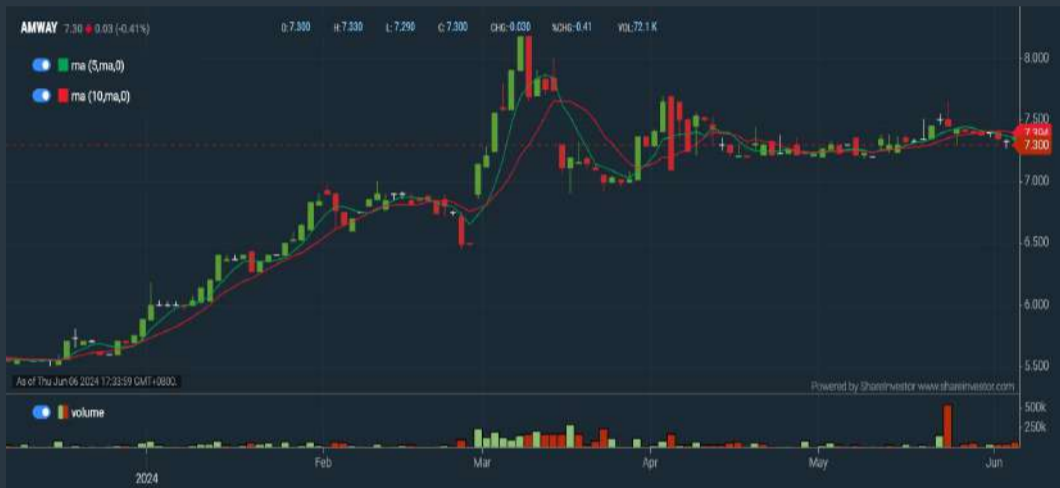 AMWAY 7.30 0.03 (-0.41%) O:7.300 H:7.330 L:7.290 C:7.300 CHG:-0.030 %CHG:-0.41 VOL:72.1 K
ma (5,ma,0)
ma (10,ma,0)
8.000
7.500
7.300
7.000
6.500
6.000
5.500
As of Thu Jun 06 2024 17:33:59 GMT+0800.
Powered by ShareInvestor www.shareinvestor.com
volume
500k
250k
Feb Mar Apr May Jun
2024